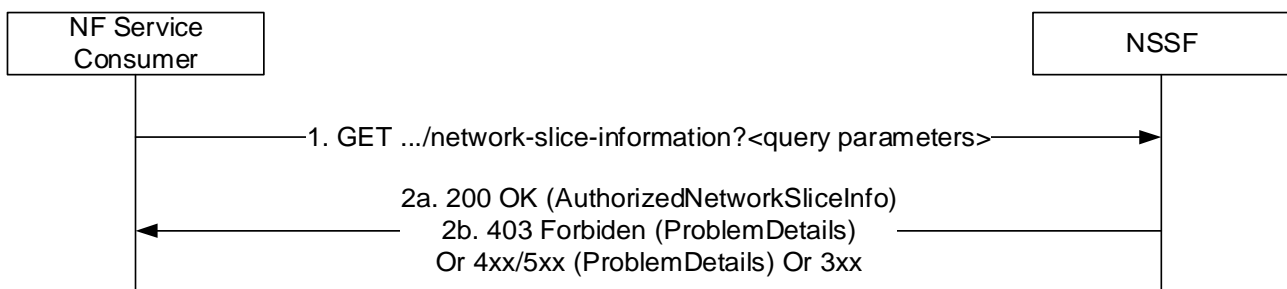 NF Service
Consumer
NSSF
1. GET .../network-slice-information?<query parameters>
2a. 200 OK (AuthorizedNetworkSliceInfo)
2b. 403 Forbiden (ProblemDetails)
Or 4xx/5xx (ProblemDetails) Or 3xx